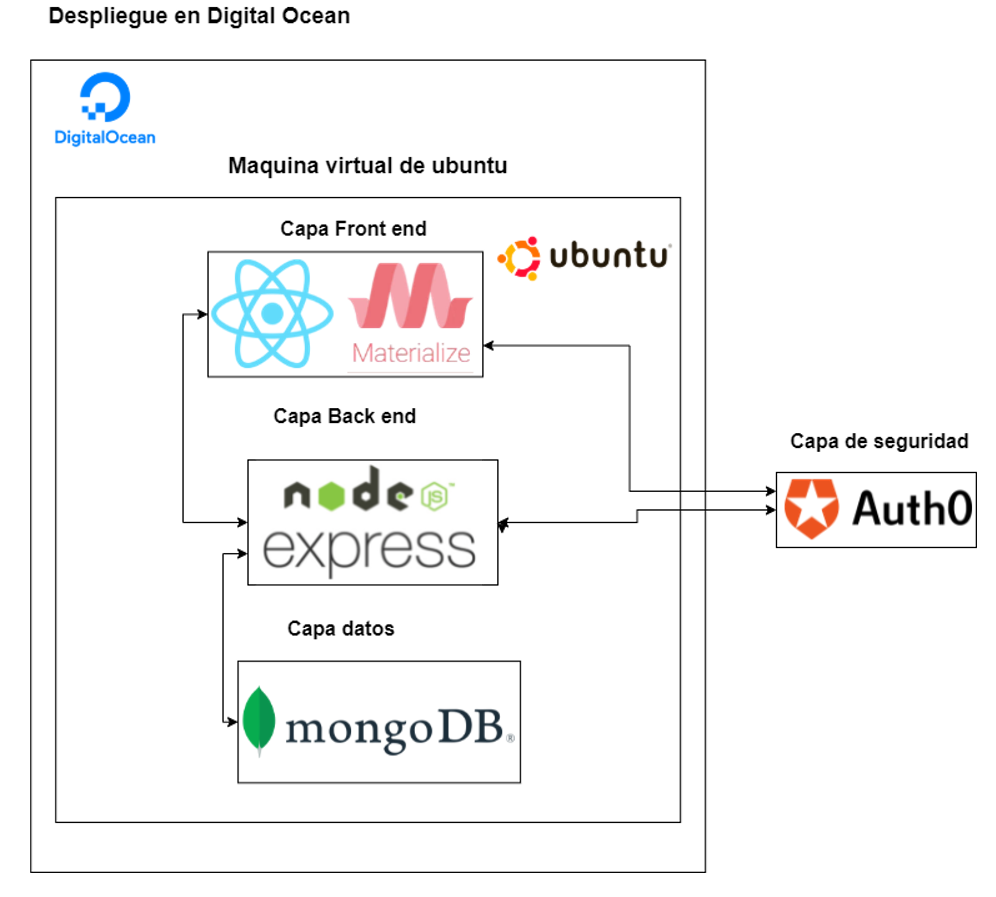 Despliegue en Digital Ocean
DigitalOcean
Maquina virtual de ubuntu
Capa Front end
ubuntu
Materialize
Capa Back end
node JS™
express
Capa de seguridad
Auth0
Capa datos
mongoDB®